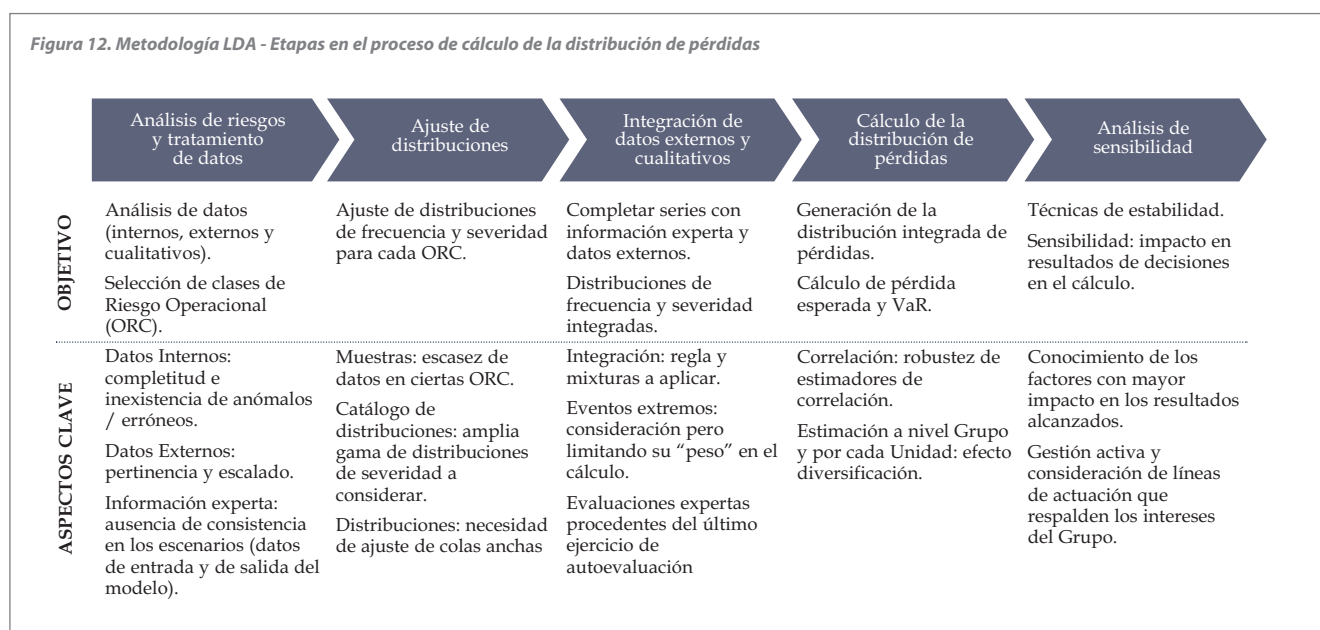 Figura 12. Metodología LDA - Etapas en el proceso de cálculo de la distribución de pérdidas
Análisis de riesgos
y tratamiento
de datos
Ajuste de
distribuciones
Integración de
datos externos y
cualitativos
Cálculo de la
distribución de
pérdidas
Análisis de
sensibilidad
OBJETIVO
Análisis de datos
(internos, externos y
cualitativos).
Selección de clases de
Riesgo Operacional
(ORC).
Ajuste de distribuciones
de frecuencia y severidad
para cada ORC.
Completar series con
información experta y
datos externos.
Distribuciones de
frecuencia y severidad
integradas.
Generación de la
distribución integrada de
pérdidas.
Cálculo de pérdida
esperada y VaR.
Técnicas de estabilidad.
Sensibilidad: impacto en
resultados de decisiones
en el cálculo.
ASPECTOS CLAVE
Datos Internos:
completitud e
inexistencia de anómalos
/ erróneos.
Datos Externos:
pertinencia y escalado.
Información experta:
ausencia de consistencia
en los escenarios (datos
de entrada y de salida del
modelo).
Muestras: escasez de
datos en ciertas ORC.
Catálogo de
distribuciones: amplia
gama de distribuciones
de severidad a
considerar.
Distribuciones: necesidad
de ajuste de colas anchas
Integración: regla y
mixturas a aplicar.
Eventos extremos:
consideración pero
limitando su “peso” en el
cálculo.
Evaluaciones expertas
procedentes del último
ejercicio de
autoevaluación
Correlación: robustez de
estimadores de
correlación.
Estimación a nivel Grupo
y por cada Unidad: efecto
diversificación.
Conocimiento de los
factores con mayor
impacto en los resultados
alcanzados.
Gestión activa y
consideración de líneas
de actuación que
respalden los intereses
del Grupo.